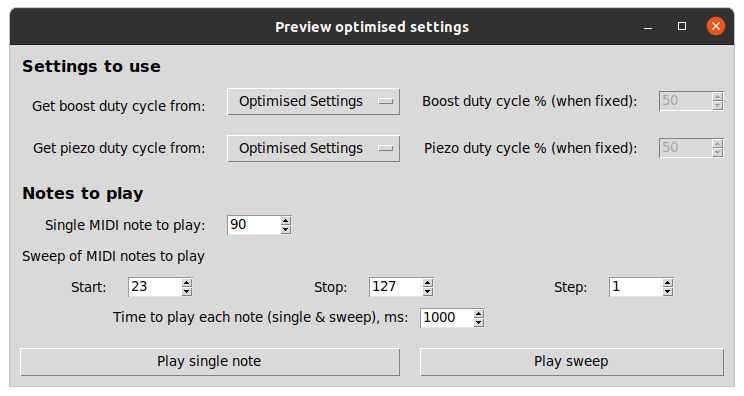 Preview optimised settings
Settings to use
Get boost duty cycle from: Optimised Settings Boost duty cycle % (when fixed): 50
Get piezo duty cycle from: Optimised Settings Piezo duty cycle % (when fixed): 50
Notes to play
Single MIDI note to play: 90
Sweep of MIDI notes to play
Start: 23 Stop: 127 Step: 1
Time to play each note (single & sweep), ms: 1000
Play single note Play sweep